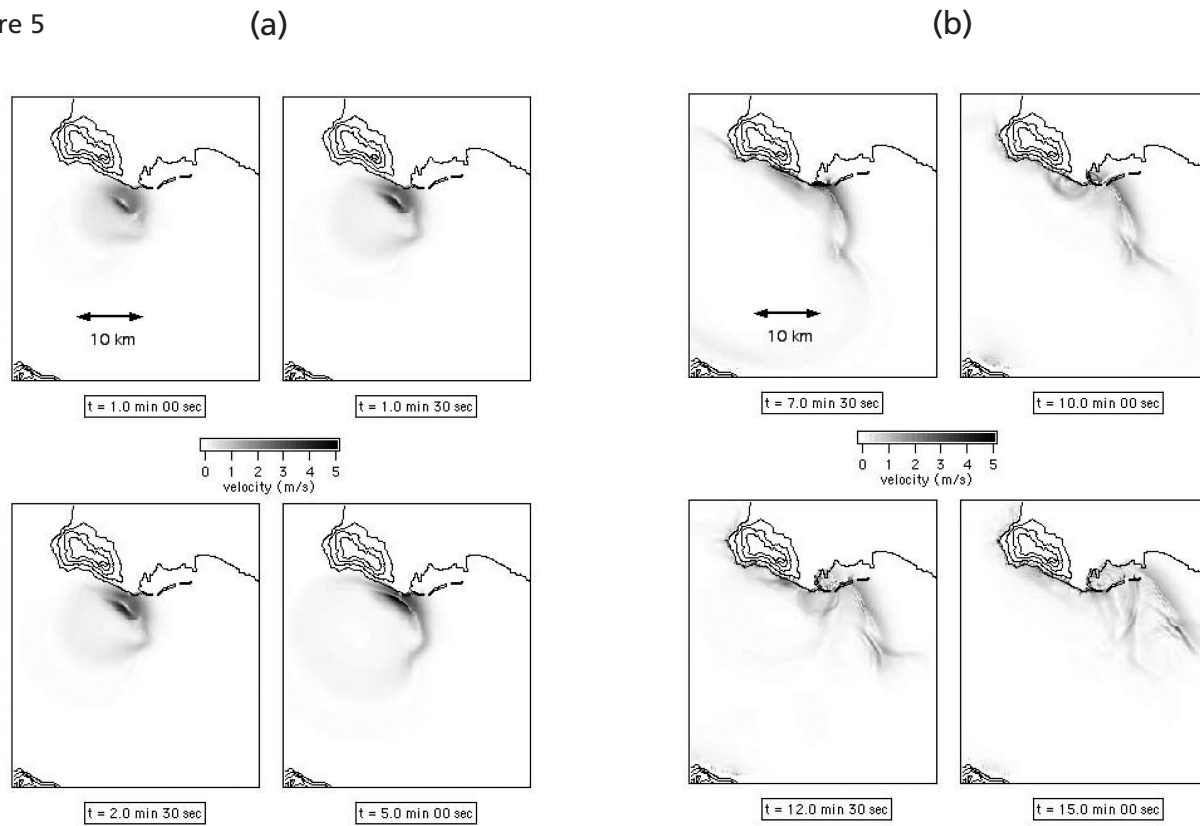 re 5
(a)
(b)
10 km
t = 1.0 min 00 sec
t = 1.0 min 30 sec
0 1 2 3 4 5
velocity (m/s)
t = 2.0 min 30 sec
t = 5.0 min 00 sec
10 km
t = 7.0 min 30 sec
t = 10.0 min 00 sec
0 1 2 3 4 5
velocity (m/s)
t = 12.0 min 30 sec
t = 15.0 min 00 sec